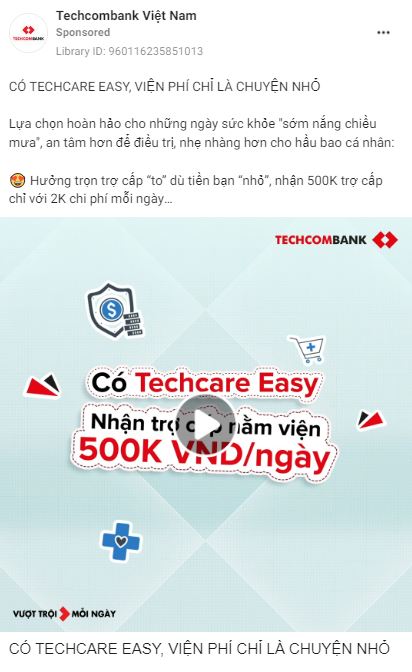 Techcombank Việt Nam
Sponsored
Library ID: 960116235851013
CÓ TECHCARE EASY, VIỆN PHÍ CHỈ LÀ CHUYỆN NHỎ
Lựa chọn hoàn hảo cho những ngày sức khỏe "sớm nắng chiều
mưa", an tâm hơn để điều trị, nhẹ nhàng hơn cho hầu bao cá nhân:
😍 Hưởng trọn trợ cấp “to” dù tiền bạn “nhỏ”, nhận 500K trợ cấp
chỉ với 2K chi phí mỗi ngày…
TECHCOMBANK
TECHCOMBANK
Có Techcare Easy
Nhận trợ cấp nằm viện
500K VND/ngày
VƯỢT TRỘI MỖI NGÀY
CÓ TECHCARE EASY, VIỆN PHÍ CHỈ LÀ CHUYỆN NHỎ